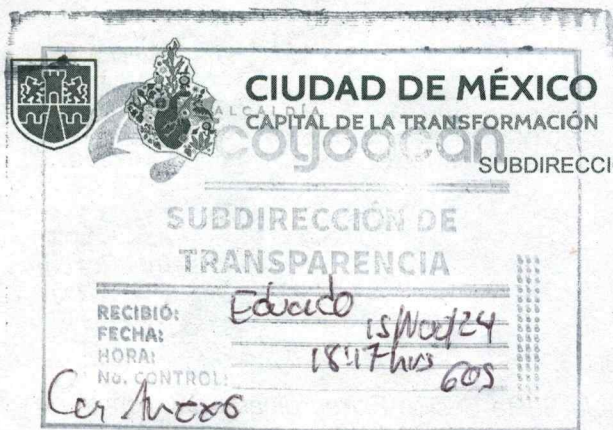 CIUDAD DE MÉXICO
ALCALDÍA
CAPITAL DE LA TRANSFORMACIÓN
coyoacán
SUBDIRECCI
SUBDIRECCIÓN DE
TRANSPARENCIA
RECIBIÓ: Eduardo
FECHA: 15/Nov/24
HORA: 18:17 hrs
No. CONTROL: 609